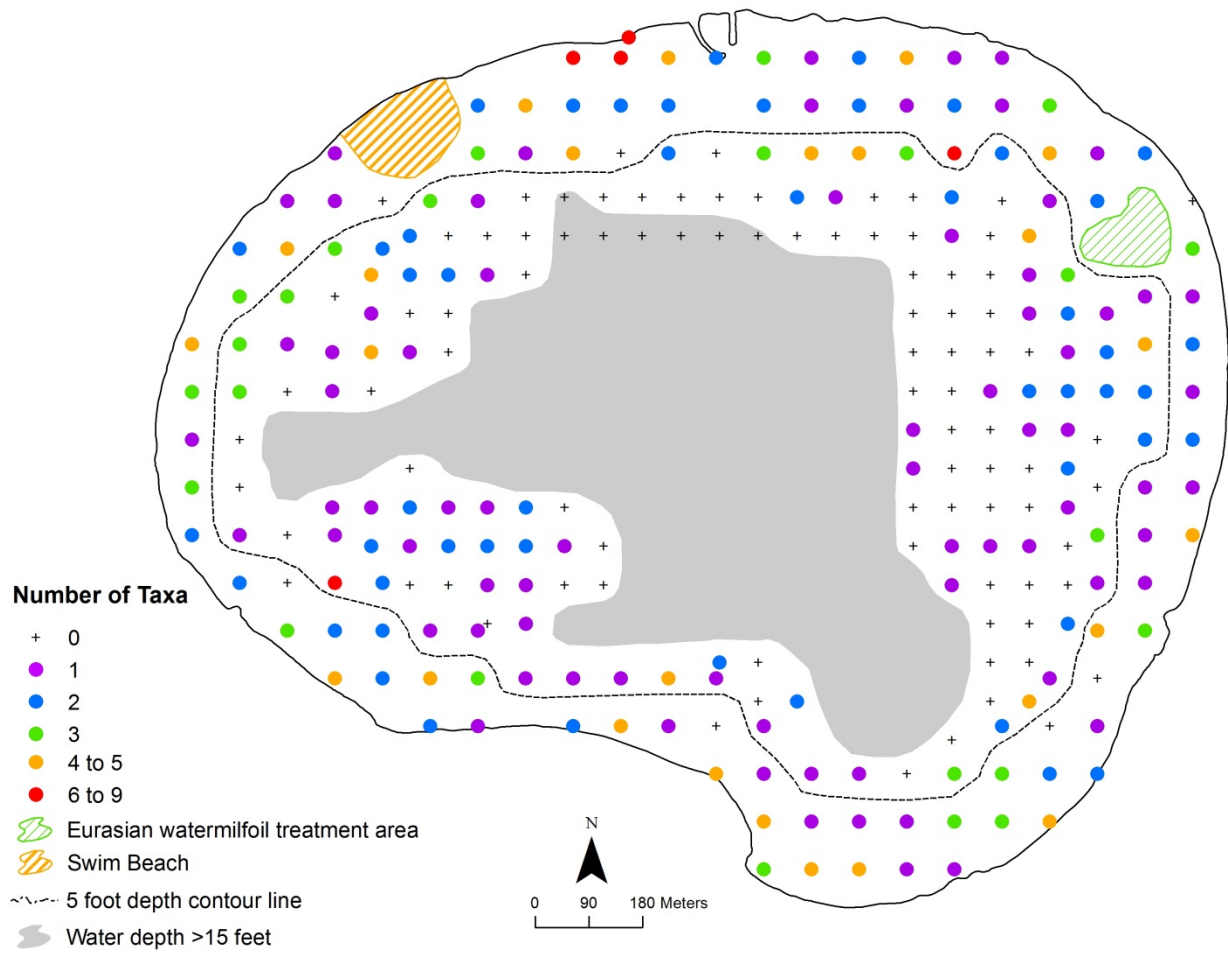 Number of Taxa
0
1
2
3
4 to 5
6 to 9
Eurasian watermilfoil treatment area
Swim Beach
5 foot depth contour line
Water depth >15 feet
N
0 90 180 Meters